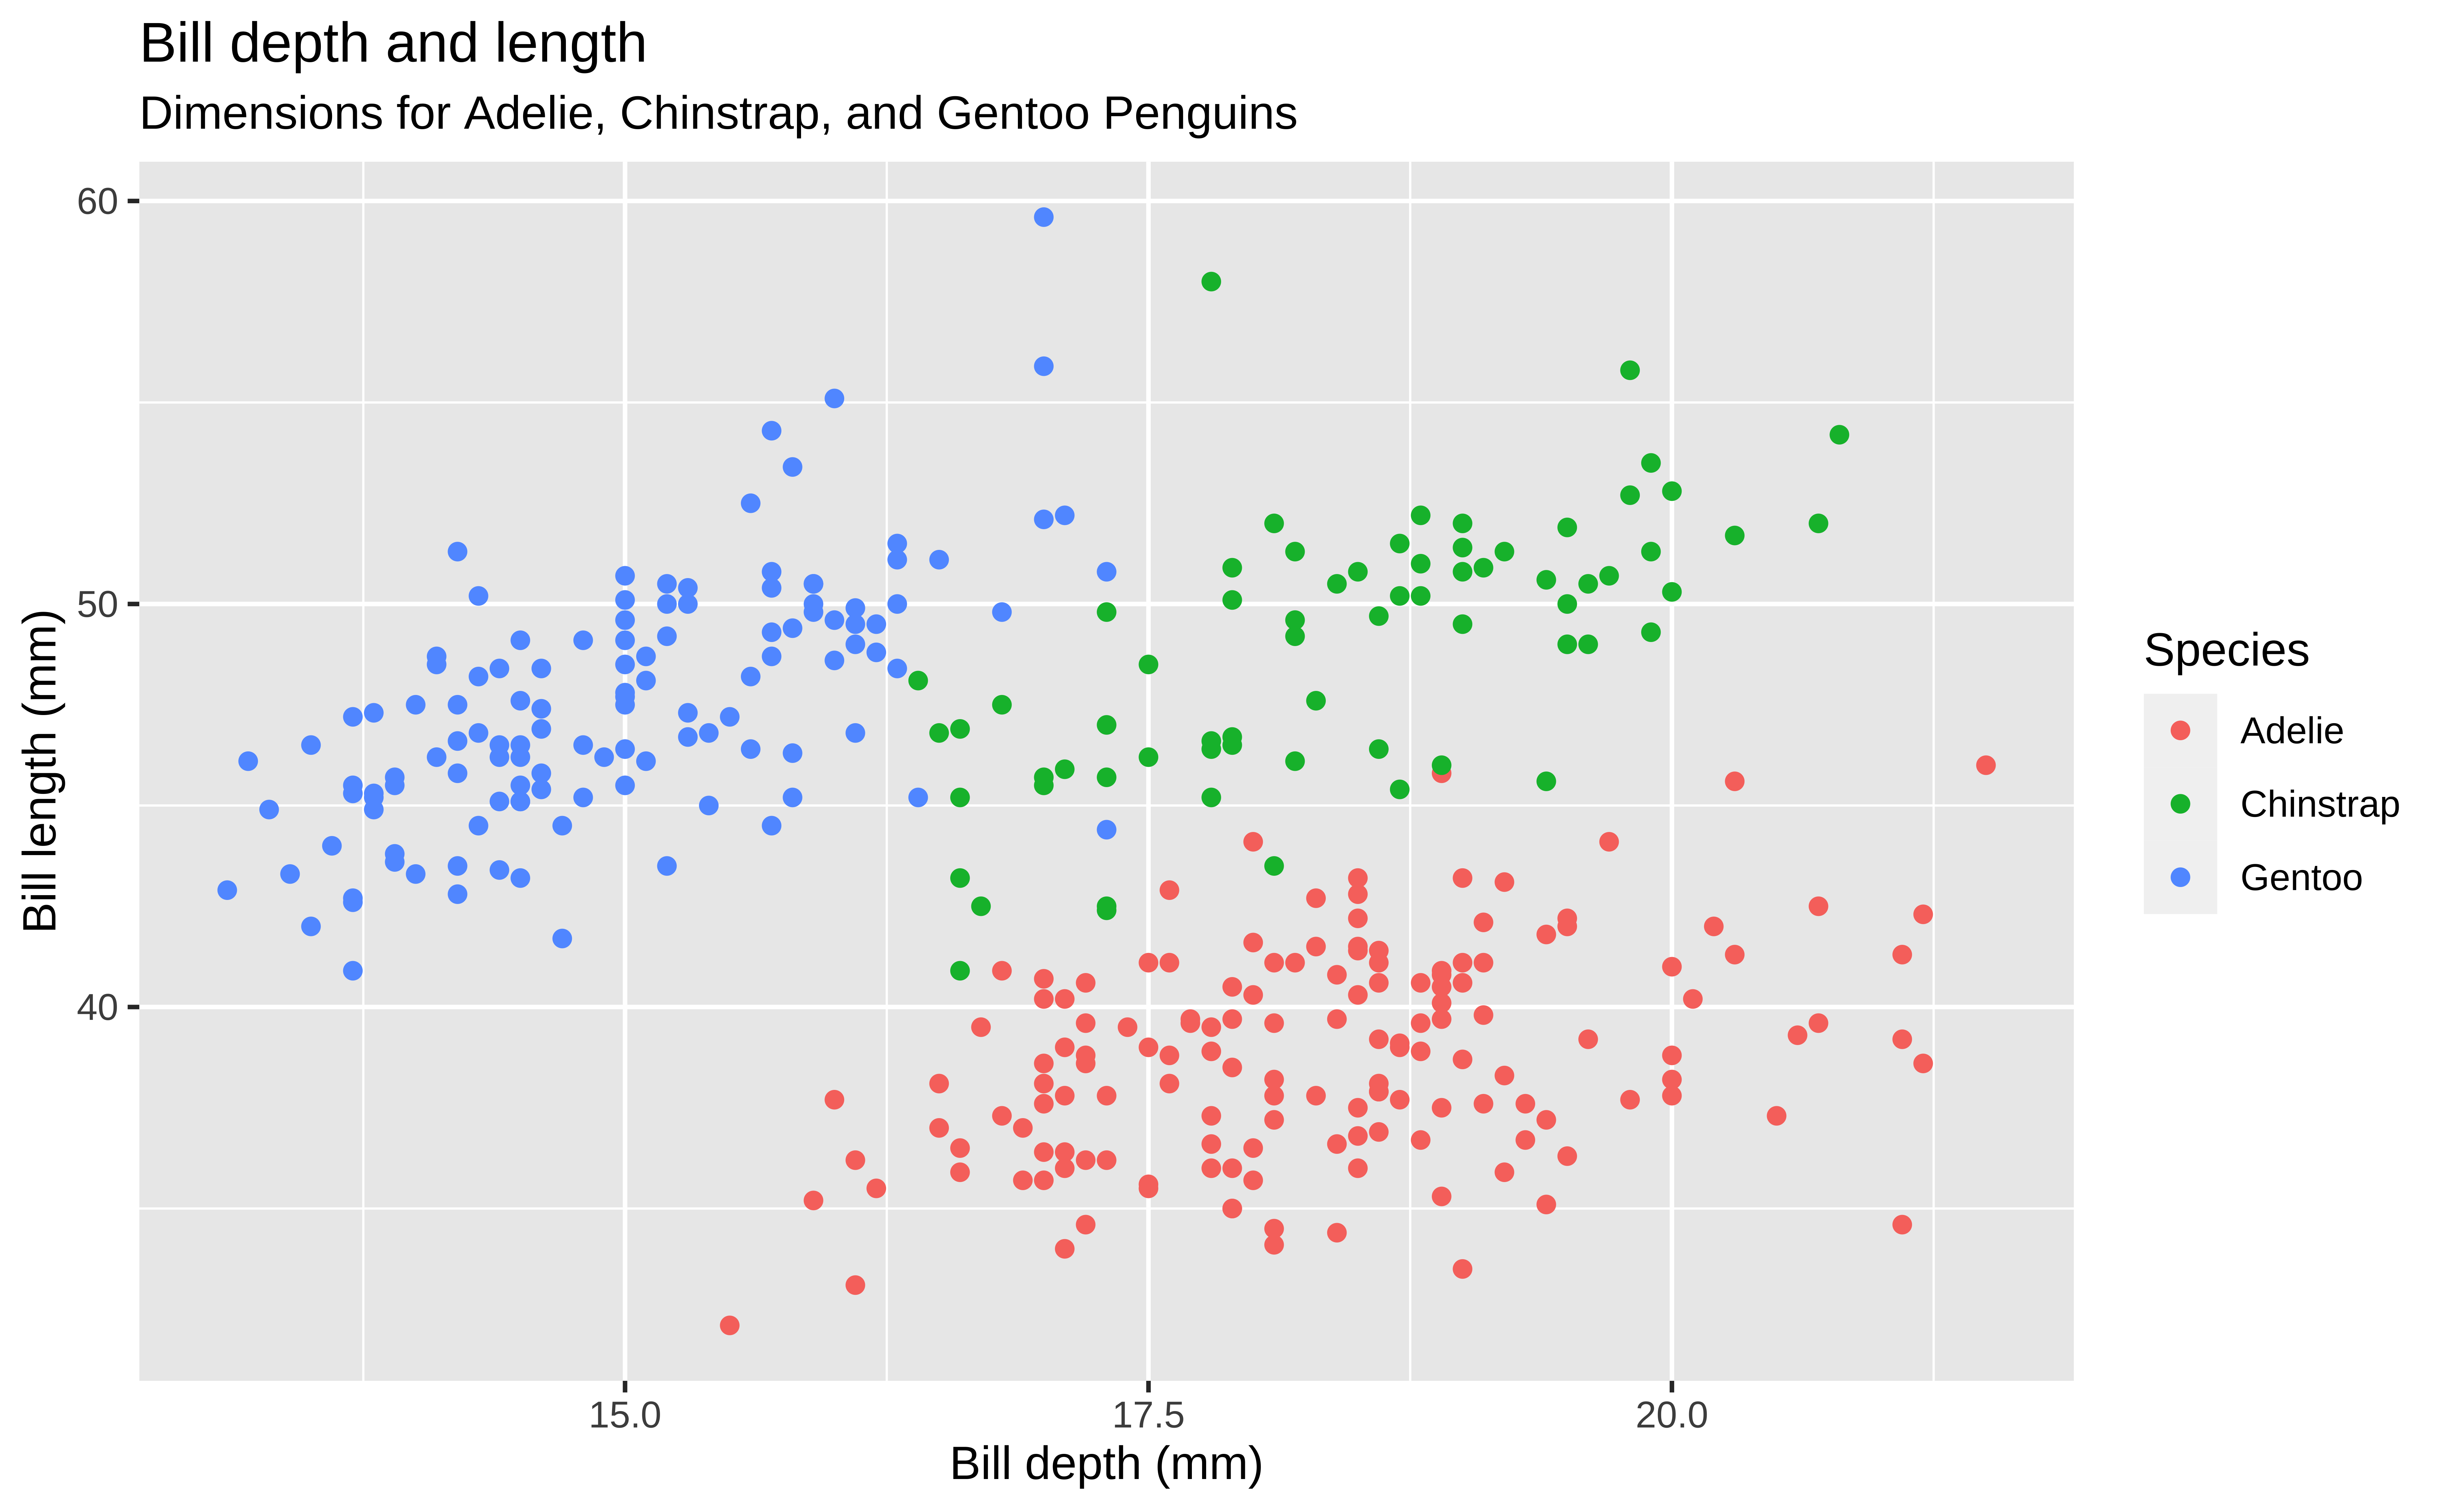 Bill depth and length
Dimensions for Adelie, Chinstrap, and Gentoo Penguins
60
50
40
Bill length (mm)
15.0 17.5 20.0
Bill depth (mm)
Species
Adelie
Chinstrap
Gentoo